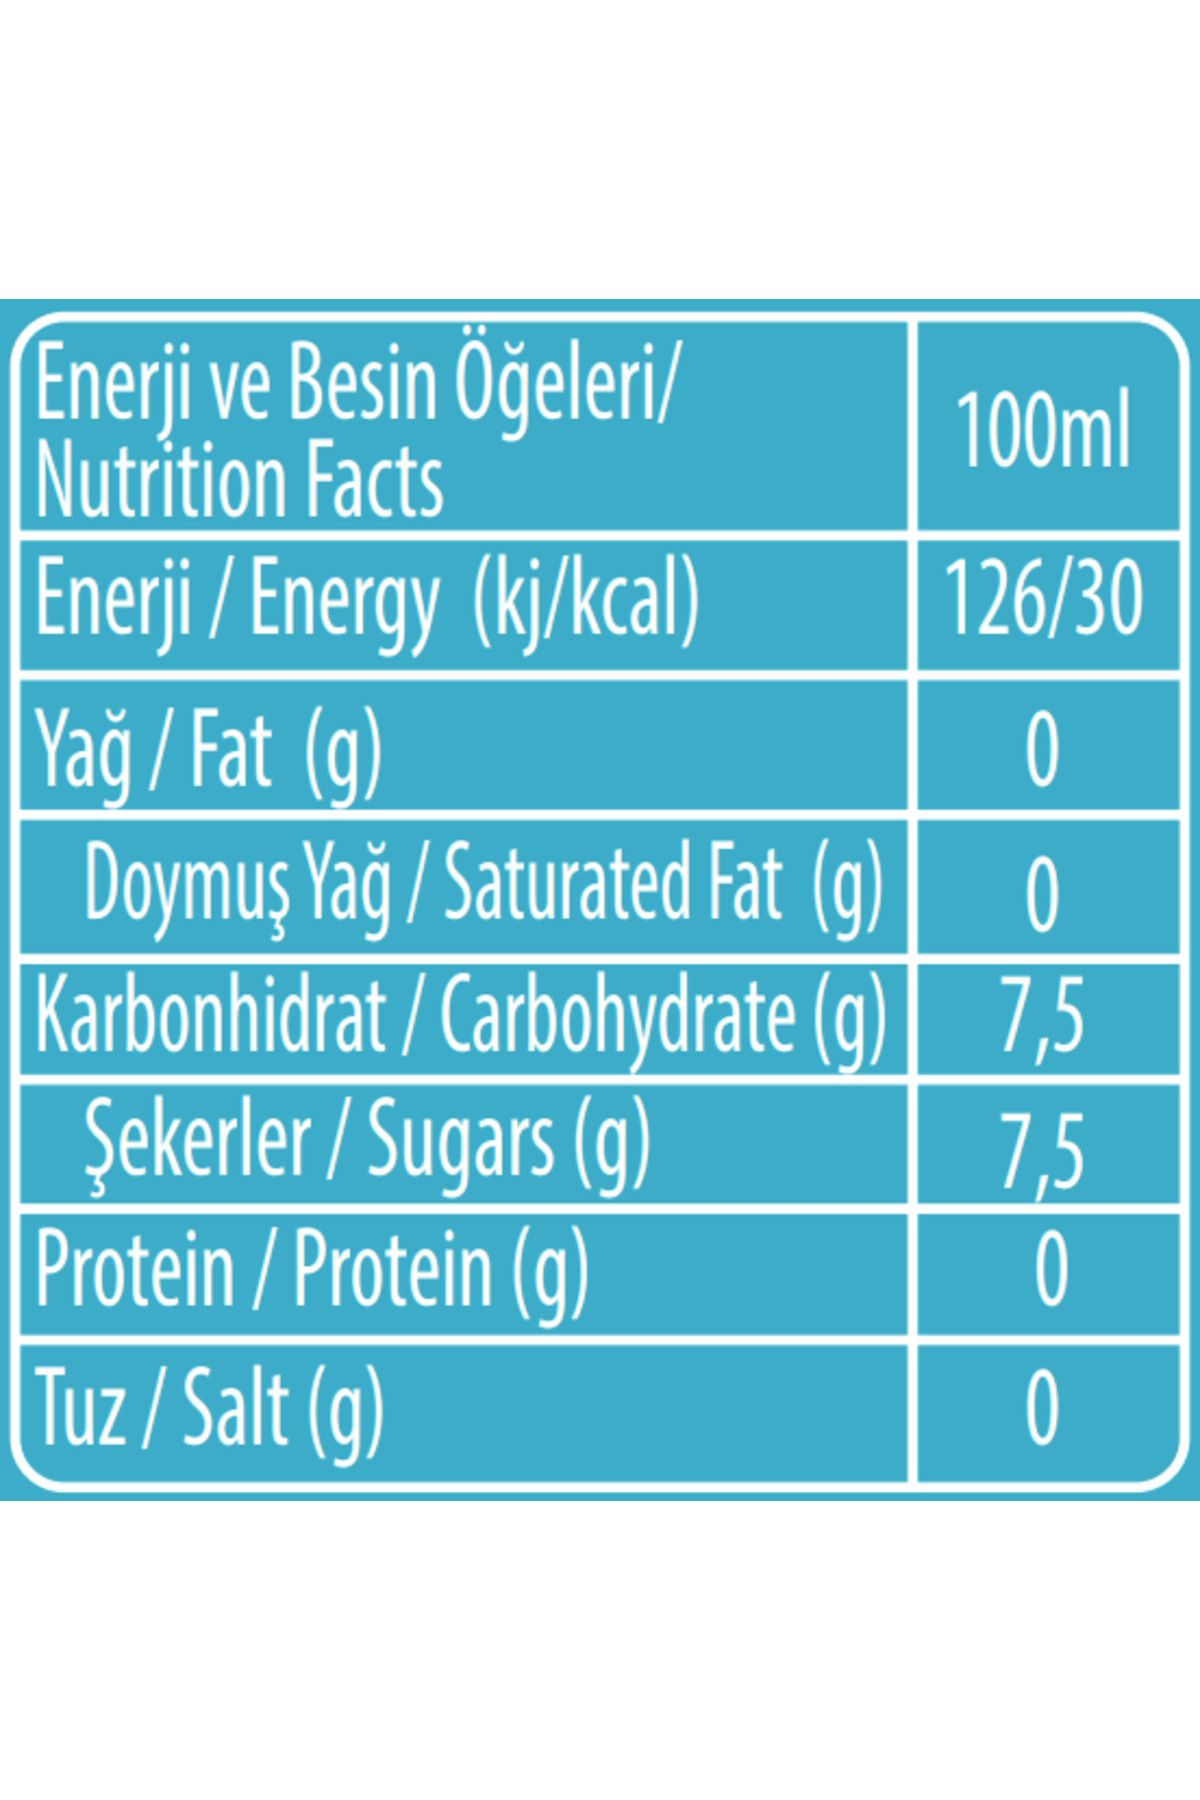 Enerji ve Besin Öğeleri/
Nutrition Facts
100ml
Enerji / Energy (kj/kcal) 126/30
Yağ / Fat (g) 0
Doymuş Yağ / Saturated Fat (g) 0
Karbonhidrat / Carbohydrate (g) 7,5
Şekerler / Sugars (g) 7,5
Protein / Protein (g) 0
Tuz / Salt (g) 0